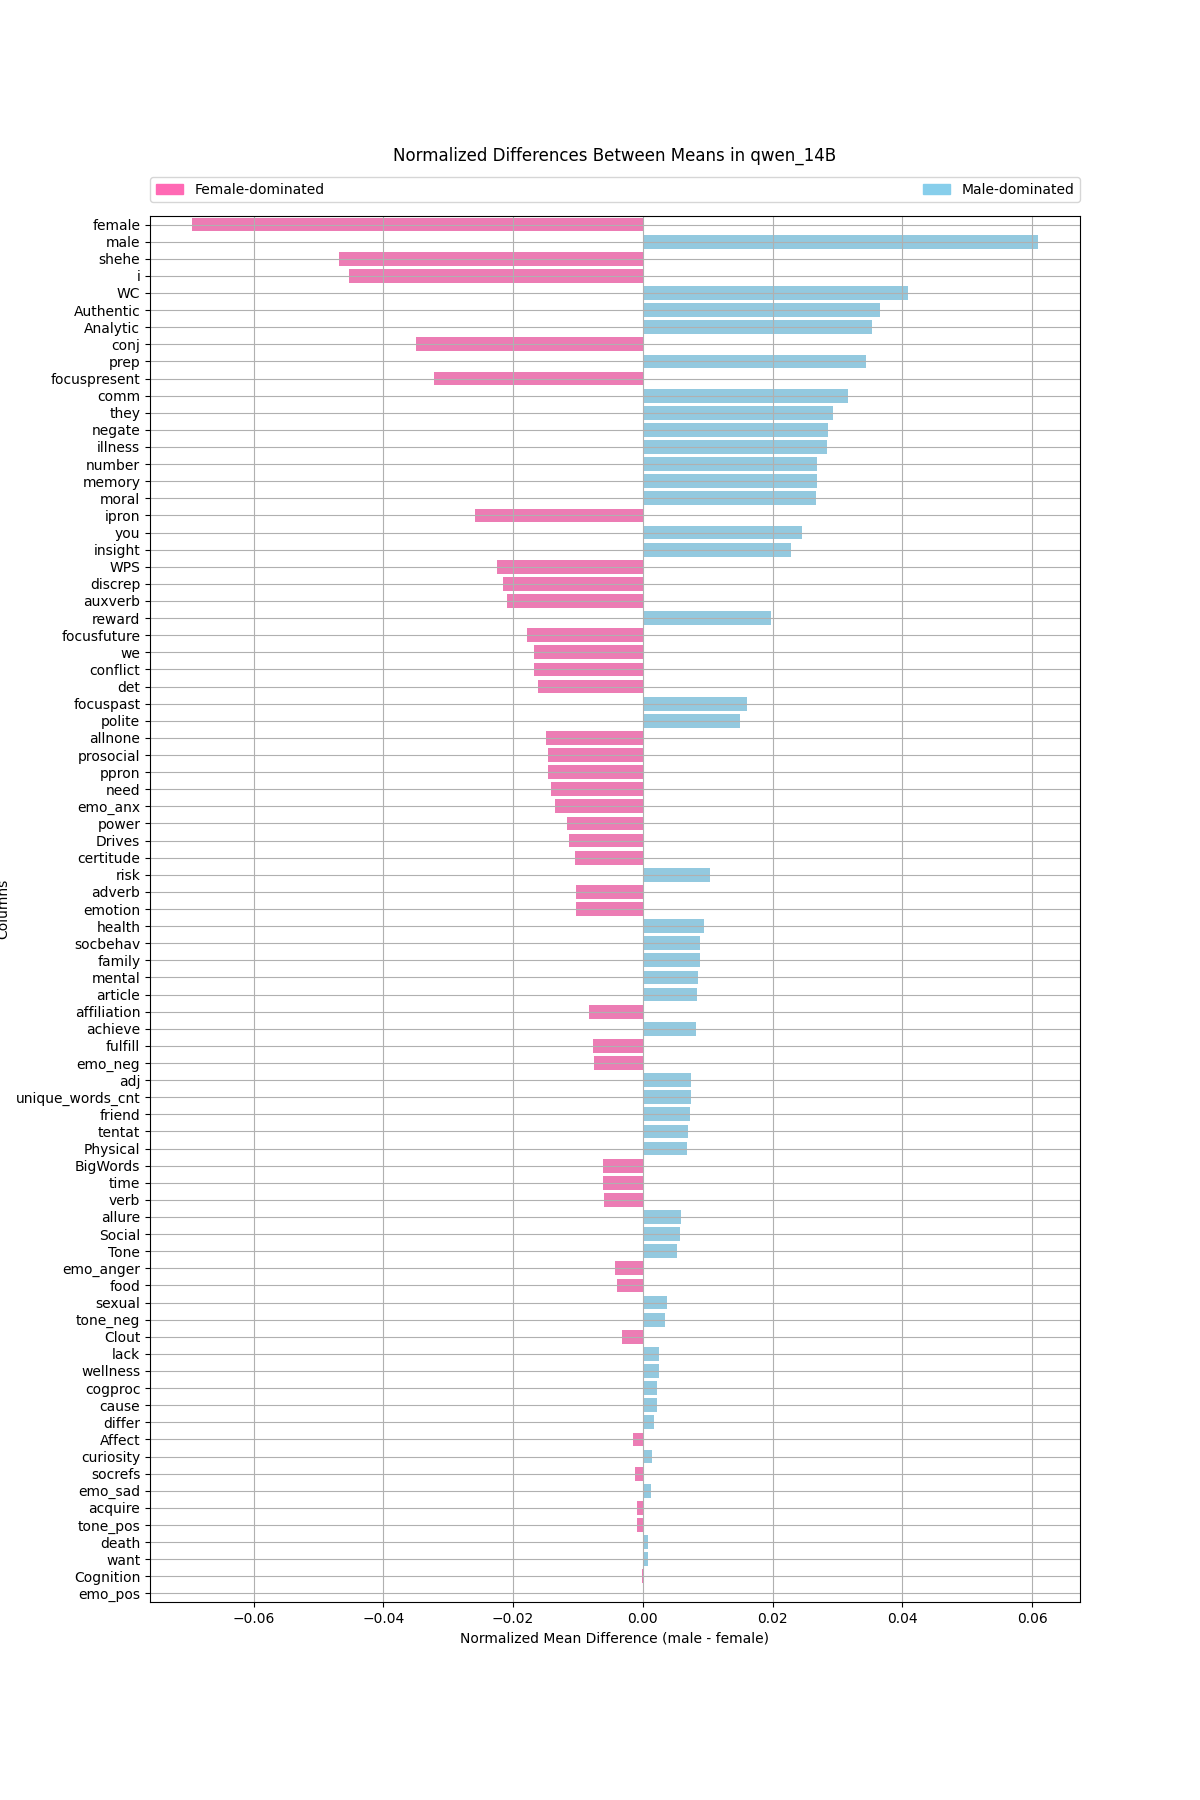 Normalized Differences Between Means in qwen_14B
Female-dominated
Male-dominated
female
male
shehe
i
WC
Authentic
Analytic
conj
prep
focuspresent
comm
they
negate
illness
number
memory
moral
ipron
you
insight
WPS
discrep
auxverb
reward
focusfuture
we
conflict
det
focuspast
polite
allnone
prosocial
ppron
need
emo_anx
power
Drives
certitude
risk
adverb
emotion
health
socbehav
family
mental
article
affiliation
achieve
fulfill
emo_neg
adj
unique_words_cnt
friend
tentat
Physical
BigWords
time
verb
allure
Social
Tone
emo_anger
food
sexual
tone_neg
Clout
lack
wellness
cogproc
cause
differ
Affect
curiosity
socrefs
emo_sad
acquire
tone_pos
death
want
Cognition
emo_pos
Columns
−0.06
−0.04
−0.02
0.00
0.02
0.04
0.06
Normalized Mean Difference (male - female)